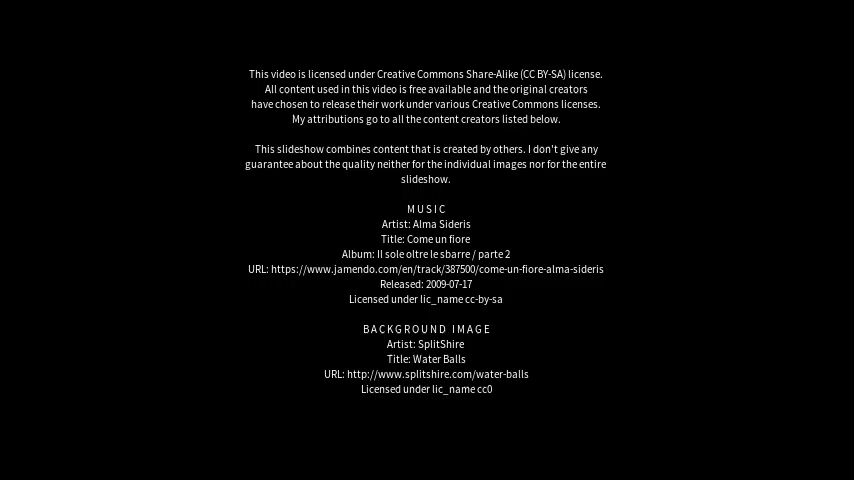 This video is licensed under Creative Commons Share-Alike (CC BY-SA) license.
All content used in this video is free available and the original creators
have chosen to release their work under various Creative Commons licenses.
My attributions go to all the content creators listed below.
This slideshow combines content that is created by others. I don't give any
guarantee about the quality neither for the individual images nor for the entire
slideshow.
MUSIC
Artist: Alma Sideris
Title: Come un fiore
Album: Il sole oltre le sbarre / parte 2
URL: https://www.jamendo.com/en/track/387500/come-un-fiore-alma-sideris
Released: 2009-07-17
Licensed under lic_name cc-by-sa
BACKGROUND IMAGE
Artist: SplitShire
Title: Water Balls
URL: http://www.splitshire.com/water-balls
Licensed under lic_name cc0